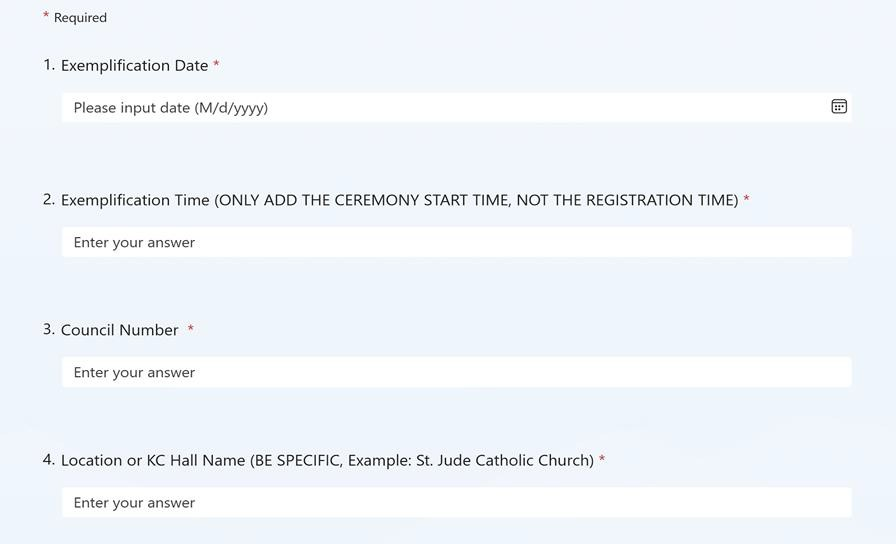 * Required
1. Exemplification Date *
Please input date (M/d/yyyy)
2. Exemplification Time (ONLY ADD THE CEREMONY START TIME, NOT THE REGISTRATION TIME) *
Enter your answer
3. Council Number *
Enter your answer
4. Location or KC Hall Name (BE SPECIFIC, Example: St. Jude Catholic Church) *
Enter your answer